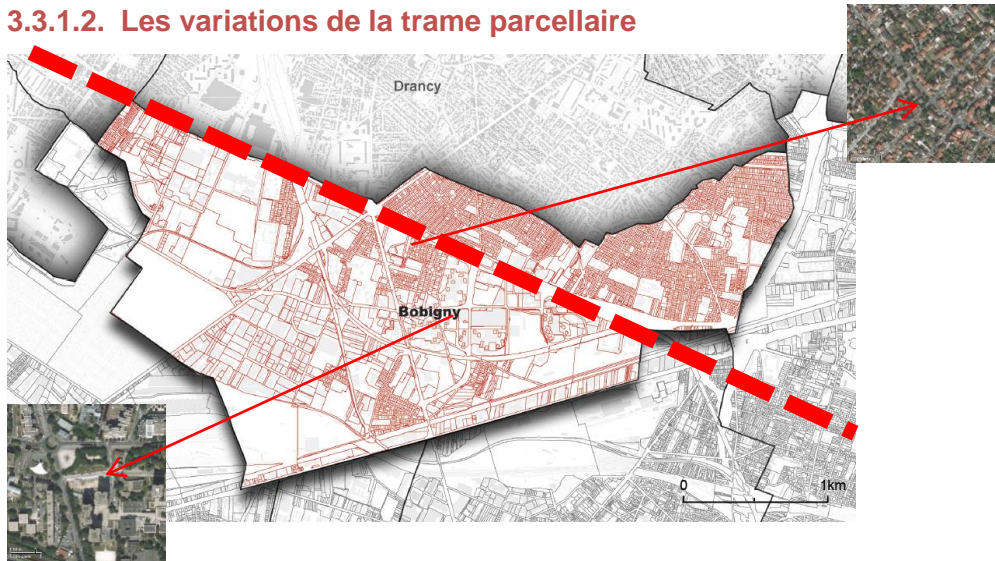 3.3.1.2. Les variations de la trame parcellaire
Drancy
Bobigny
0 1km